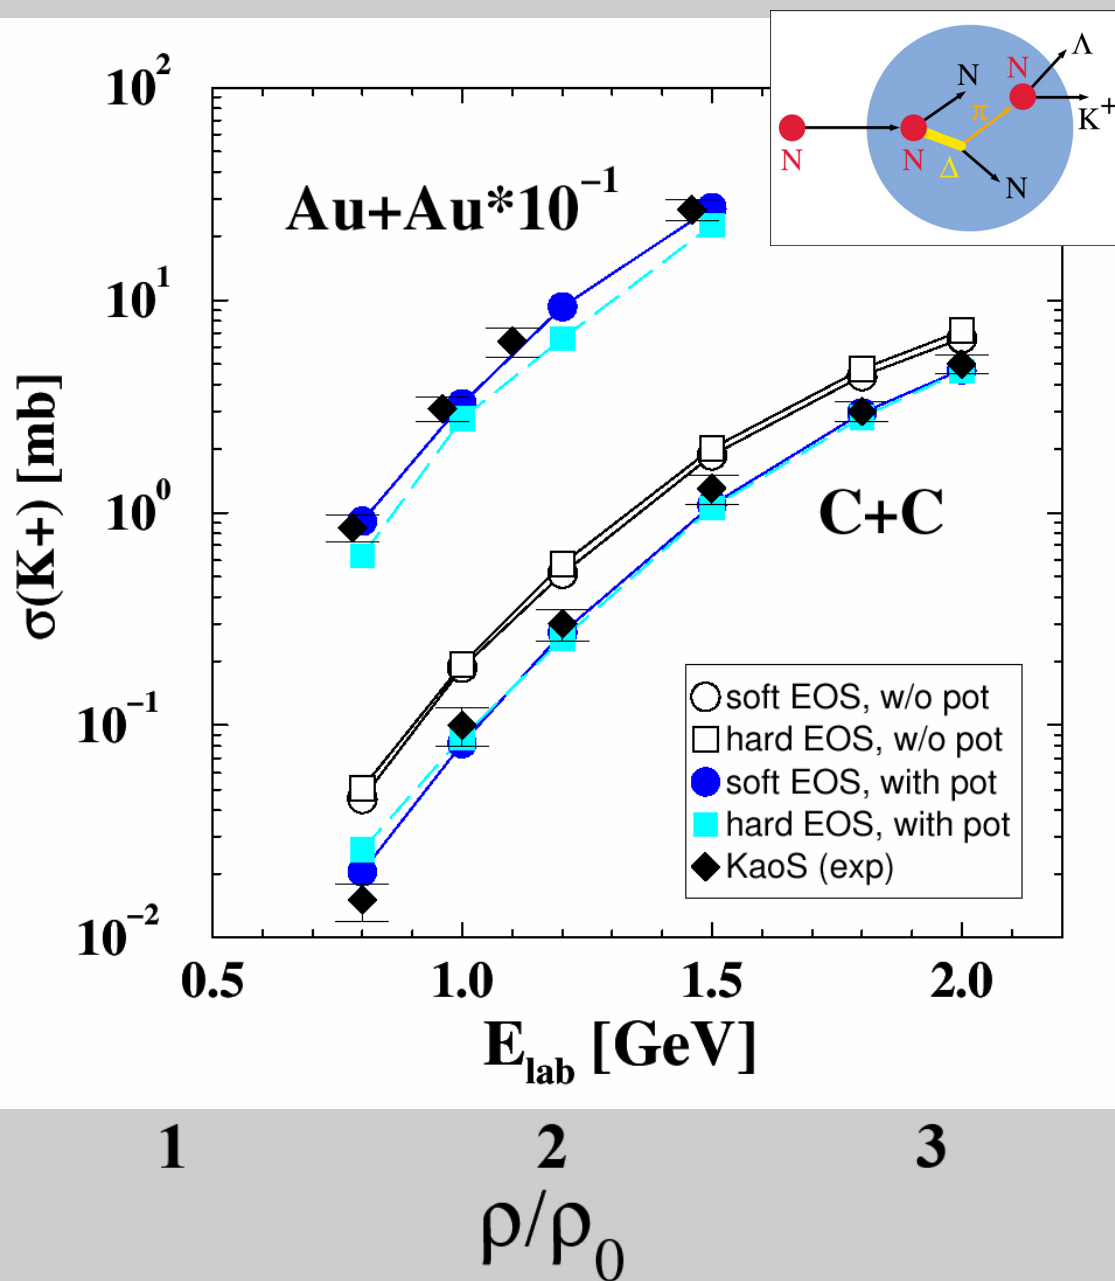 N
N
N
Δ
π
N
N
Λ
K⁺
Au+Au*10⁻¹
C+C
10²
10¹
10⁰
10⁻¹
10⁻²
σ(K+) [mb]
soft EOS, w/o pot
hard EOS, w/o pot
soft EOS, with pot
hard EOS, with pot
KaoS (exp)
0.5 1.0 1.5 2.0
E_lab [GeV]
1 2 3
ρ/ρ₀